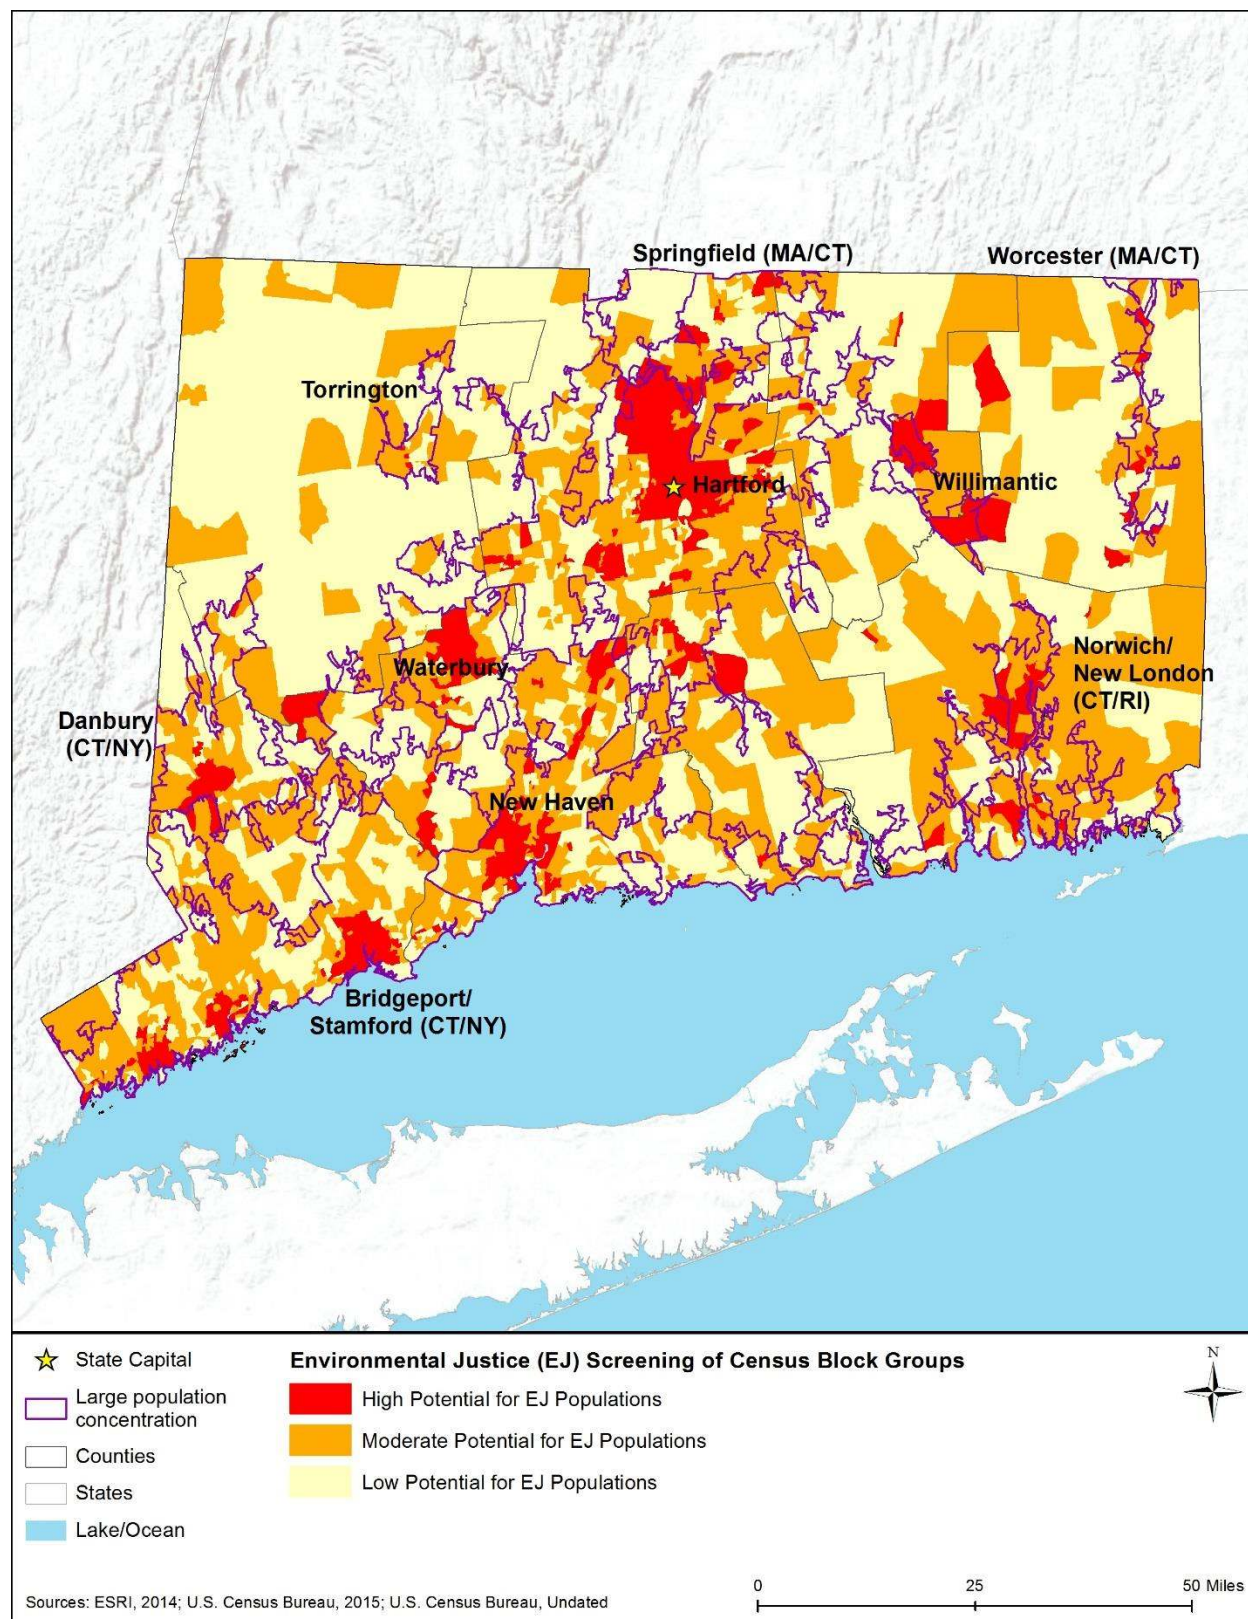 Springfield (MA/CT)
Worcester (MA/CT)
Torrington
Hartford
Willimantic
Waterbury
Norwich/
New London
(CT/RI)
Danbury
(CT/NY)
New Haven
Bridgeport/
Stamford (CT/NY)
State Capital
Large population
concentration
Counties
States
Lake/Ocean
Environmental Justice (EJ) Screening of Census Block Groups
High Potential for EJ Populations
Moderate Potential for EJ Populations
Low Potential for EJ Populations
N
0 25 50 Miles
Sources: ESRI, 2014; U.S. Census Bureau, 2015; U.S. Census Bureau, Undated